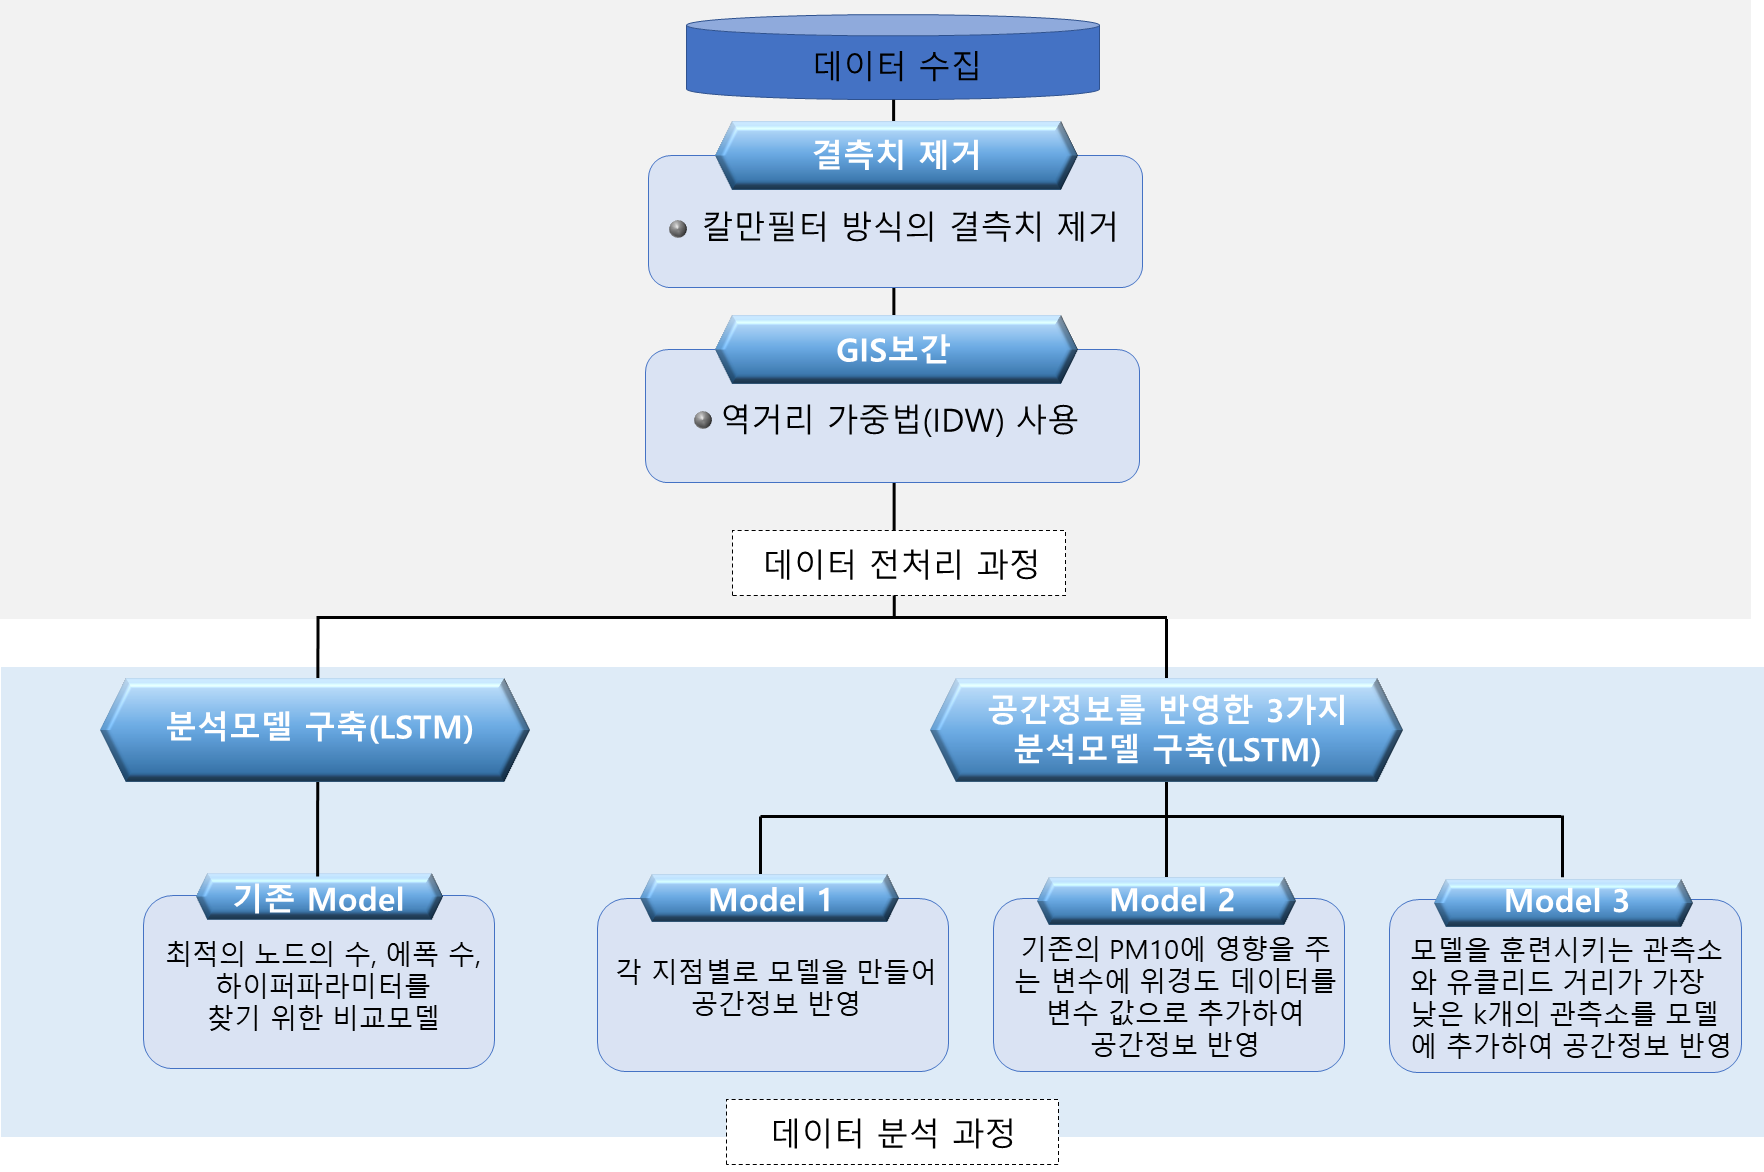 데이터 수집
결측치 제거
칼만필터 방식의 결측치 제거
GIS보간
역거리 가중법(IDW) 사용
데이터 전처리 과정
분석모델 구축(LSTM)
공간정보를 반영한 3가지
분석모델 구축(LSTM)
기존 Model
최적의 노드의 수, 에폭 수,
하이퍼파라미터를
찾기 위한 비교모델
Model 1
각 지점별로 모델을 만들어
공간정보 반영
Model 2
기존의 PM10에 영향을 주
는 변수에 위경도 데이터를
변수 값으로 추가하여
공간정보 반영
Model 3
모델을 훈련시키는 관측소
와 유클리드 거리가 가장
낮은 k개의 관측소를 모델
에 추가하여 공간정보 반영
데이터 분석 과정